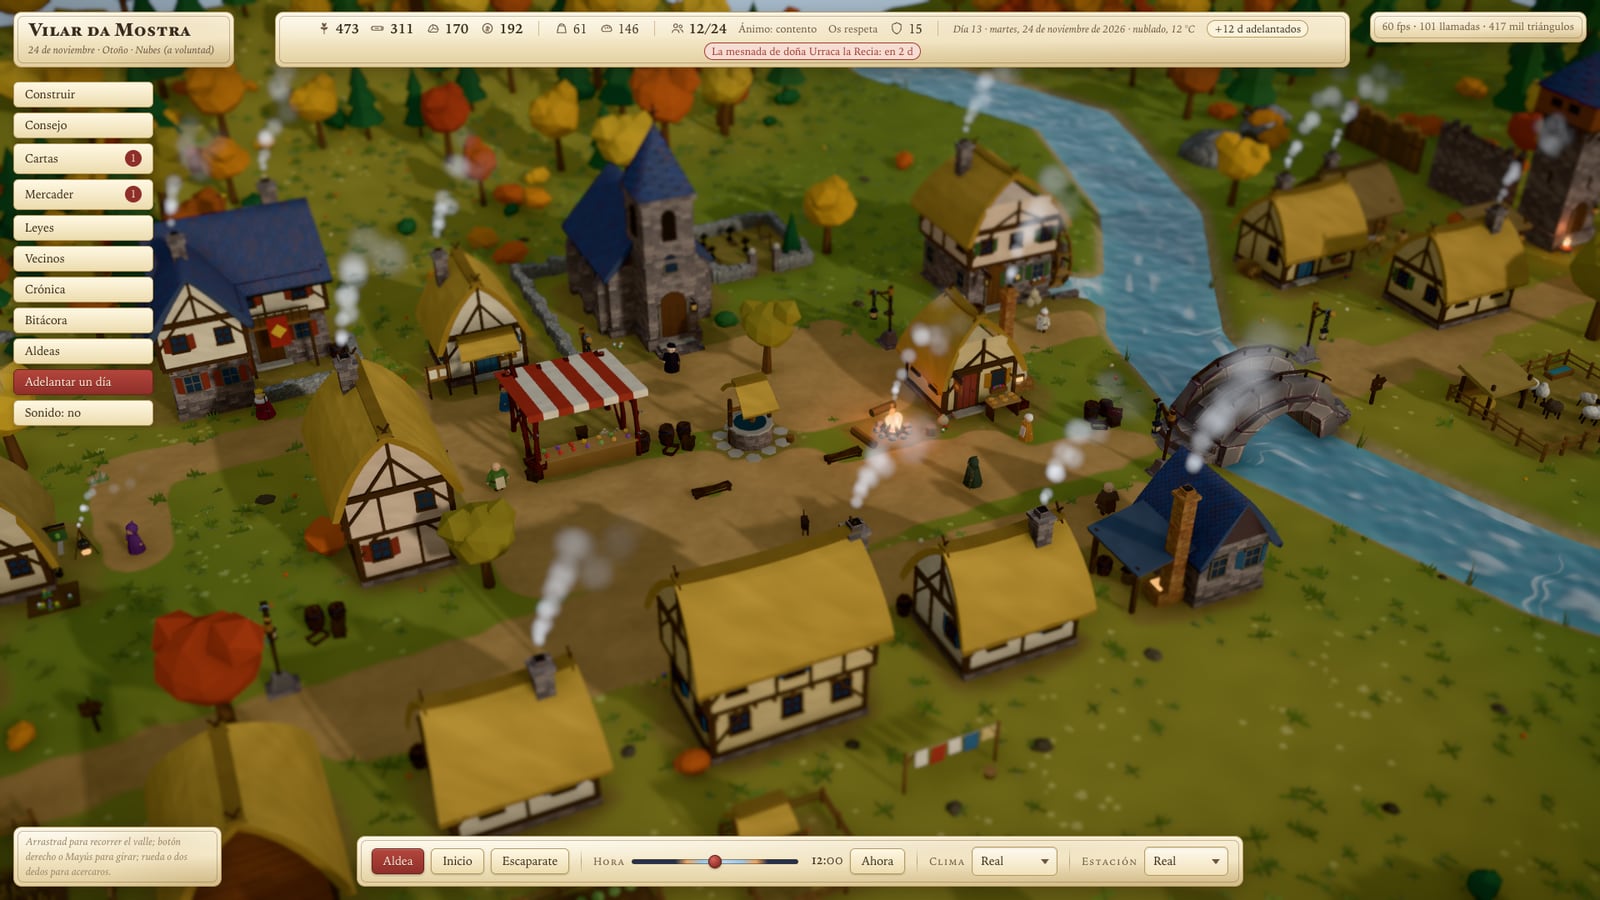 Vilar da Mostra
24 de noviembre · Otoño · Nubes (a voluntad)
473 311 170 192 61 146 12/24 Ánimo: contento Os respeta 15 Día 13 · martes, 24 de noviembre de 2026 · nublado, 12 °C +12 d adelantados
La mesnada de doña Urraca la Recia: en 2 d
60 fps · 101 llamadas · 417 mil triángulos
Construir
Consejo
Cartas 1
Mercader 1
Leyes
Vecinos
Crónica
Bitácora
Aldeas
Adelantar un día
Sonido: no
Arrastrad para recorrer el valle; botón
derecho o Mayús para girar; rueda o dos
dedos para acercaros.
Aldea Inicio Escaparate Hora 12:00 Ahora Clima Real Estación Real